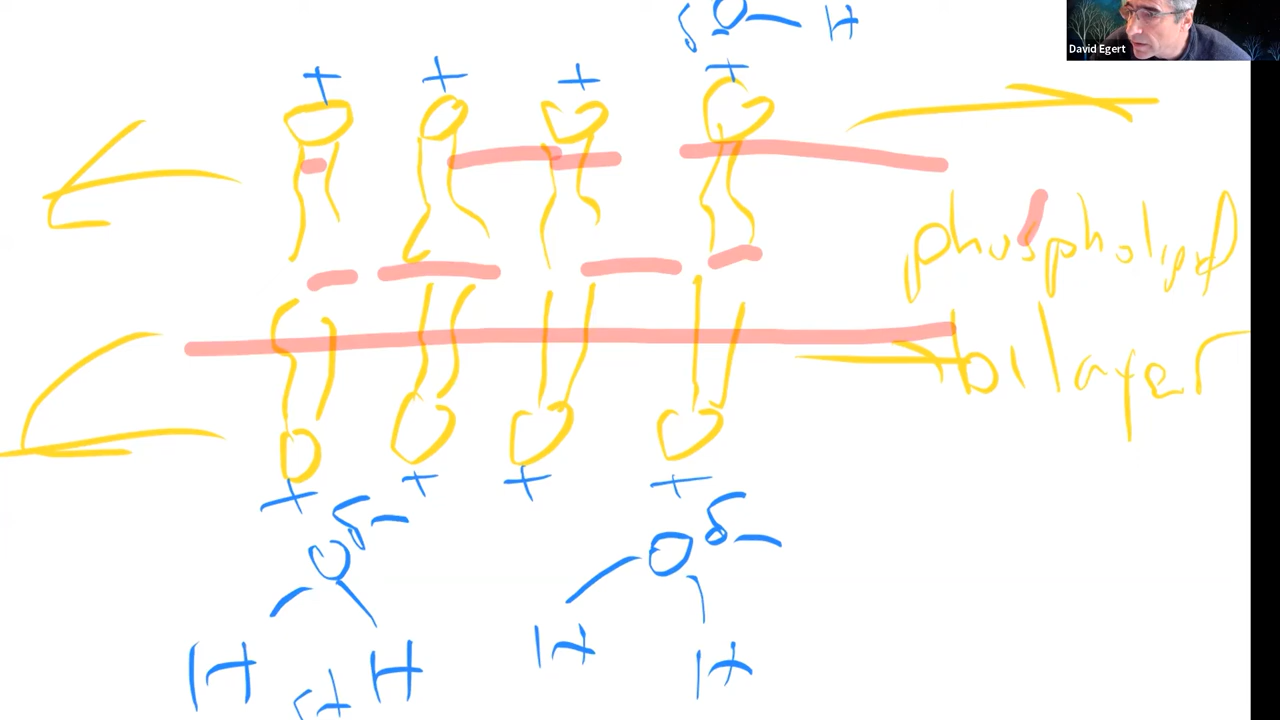 δ O — H
David Egert
+ + + +
phospholipid
bilayer
+ + + +
δ- δ-
O O
H H H H
δ+